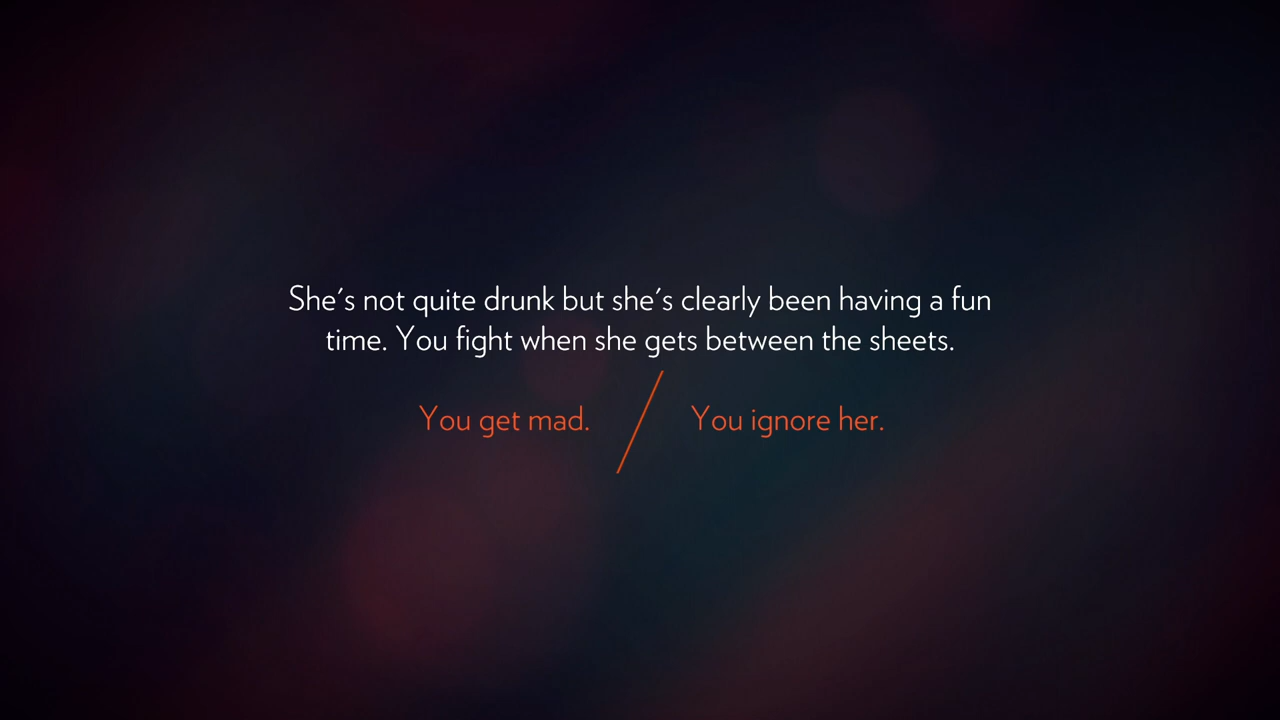 She's not quite drunk but she's clearly been having a fun
time. You fight when she gets between the sheets.
You get mad. / You ignore her.